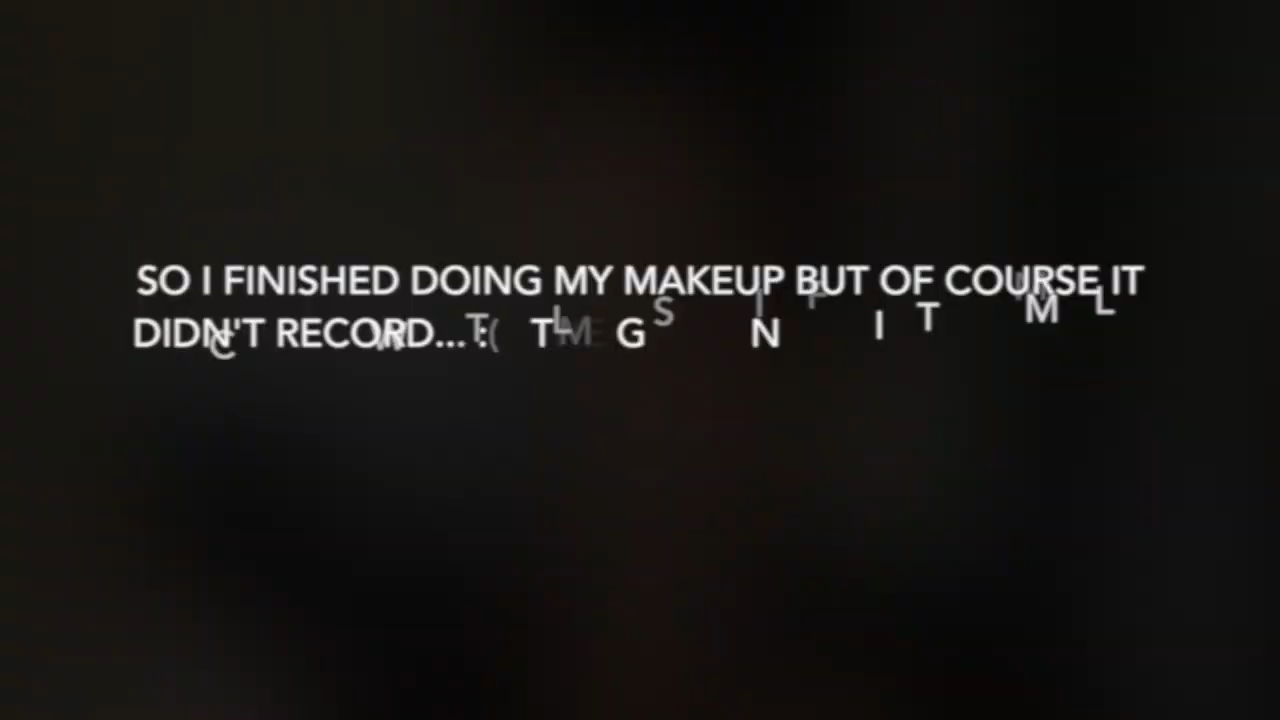 SO I FINISHED DOING MY MAKEUP BUT OF COURSE IT
DIDN'T RECORD... :(